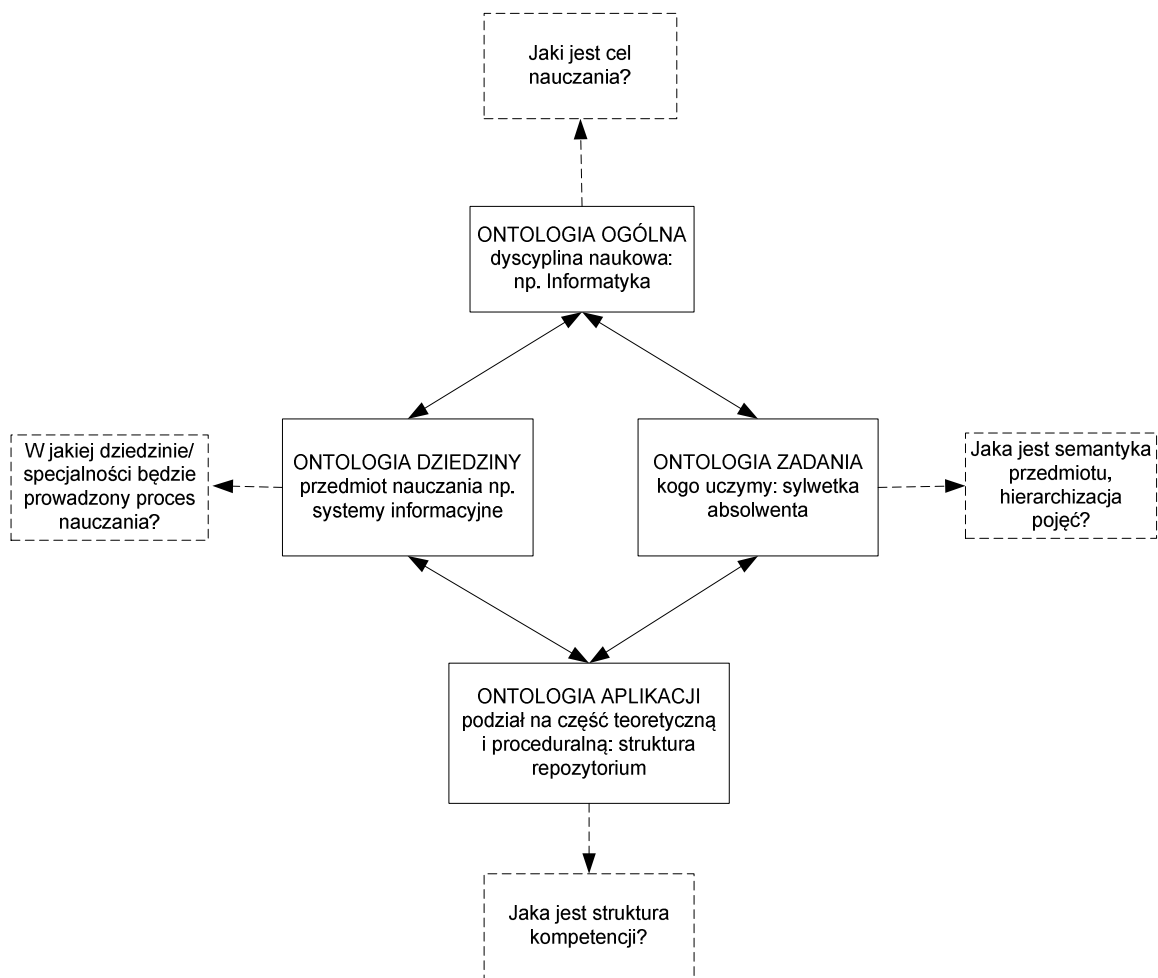 Jaki jest cel
nauczania?
ONTOLOGIA OGÓLNA
dyscyplina naukowa:
np. Informatyka
W jakiej dziedzinie/
specjalności będzie
prowadzony proces
nauczania?
ONTOLOGIA DZIEDZINY
przedmiot nauczania np.
systemy informacyjne
ONTOLOGIA ZADANIA
kogo uczymy: sylwetka
absolwenta
Jaka jest semantyka
przedmiotu,
hierarchizacja
pojęć?
ONTOLOGIA APLIKACJI
podział na część teoretyczną
i proceduralną: struktura
repozytorium
Jaka jest struktura
kompetencji?